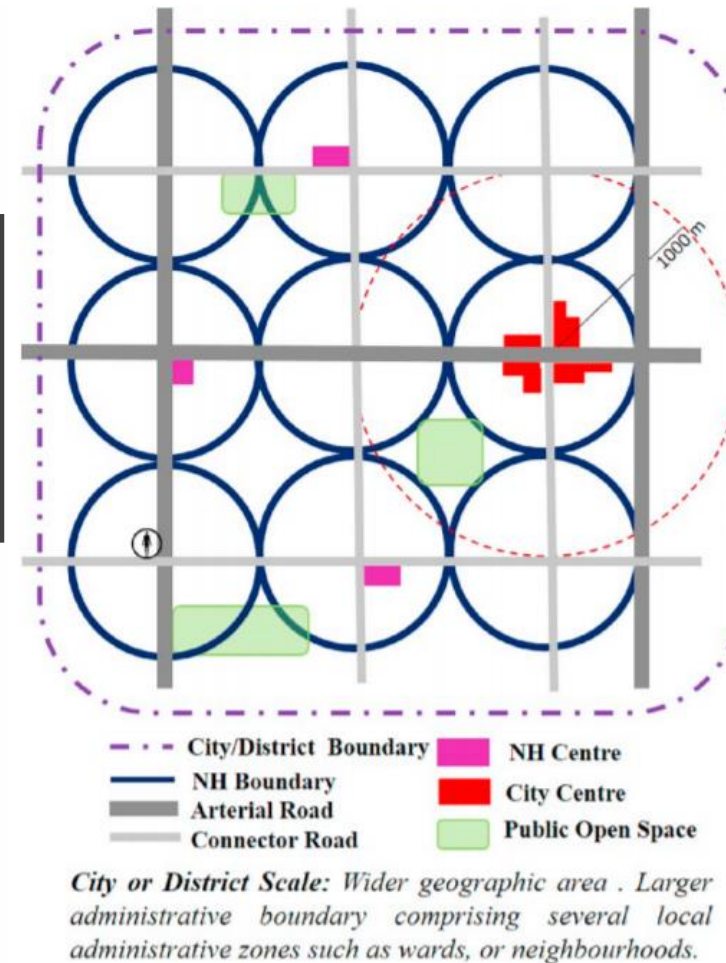 1000 m
City/District Boundary
NH Boundary
Arterial Road
Connector Road
NH Centre
City Centre
Public Open Space
City or District Scale: Wider geographic area . Larger
administrative boundary comprising several local
administrative zones such as wards, or neighbourhoods.